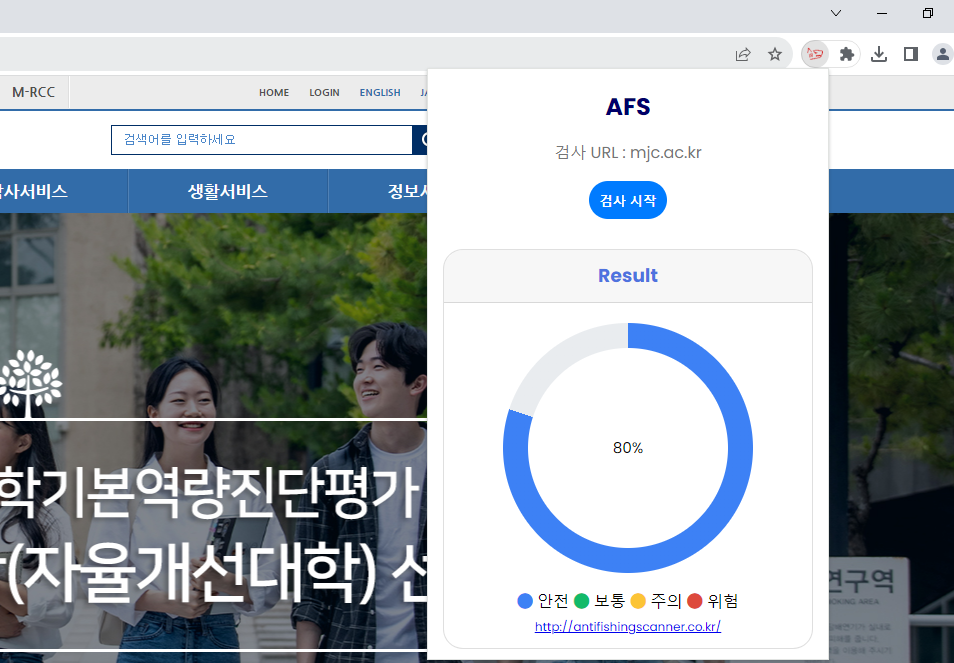 M-RCC
HOME
LOGIN
ENGLISH
검색어를 입력하세요
사서비스
생활서비스
정보
학기본역량진단평가
(자율개선대학) 선
AFS
검사 URL : mjc.ac.kr
검사 시작
Result
80%
안전 보통 주의 위험
http://antifishingscanner.co.kr/
연구역
SMOKING AREA